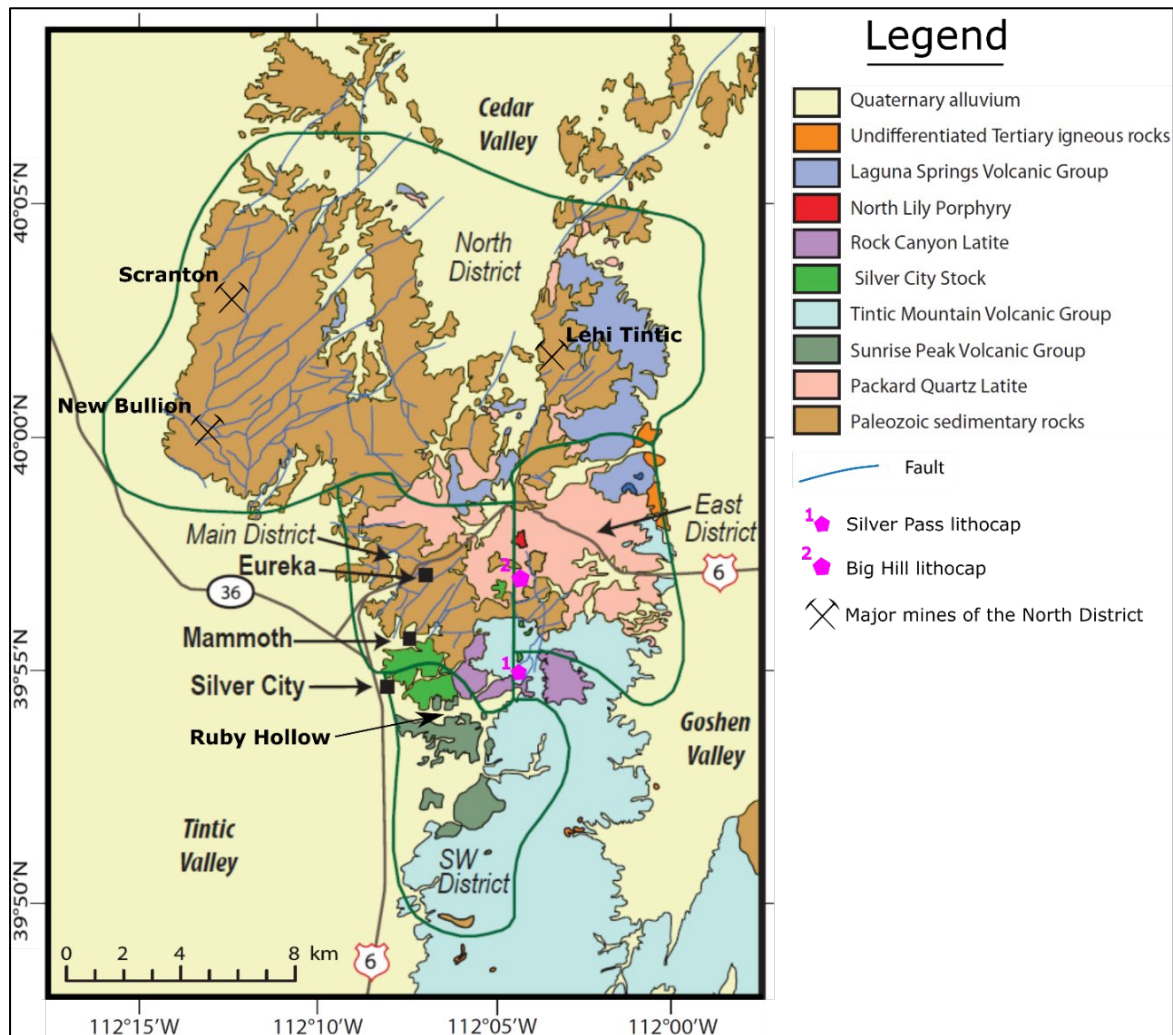 Cedar
Valley
North
District
Scranton
Lehi Tintic
New Bullion
Main District
East
District
Eureka
6
36
2
Mammoth
1
Silver City
Ruby Hollow
Goshen
Valley
Tintic
Valley
SW
District
0 2 4 8 km
6
40°05'N
40°00'N
39°55'N
39°50'N
112°15'W 112°10'W 112°05'W 112°00'W
Legend
Quaternary alluvium
Undifferentiated Tertiary igneous rocks
Laguna Springs Volcanic Group
North Lily Porphyry
Rock Canyon Latite
Silver City Stock
Tintic Mountain Volcanic Group
Sunrise Peak Volcanic Group
Packard Quartz Latite
Paleozoic sedimentary rocks
Fault
1 Silver Pass lithocap
2 Big Hill lithocap
Major mines of the North District